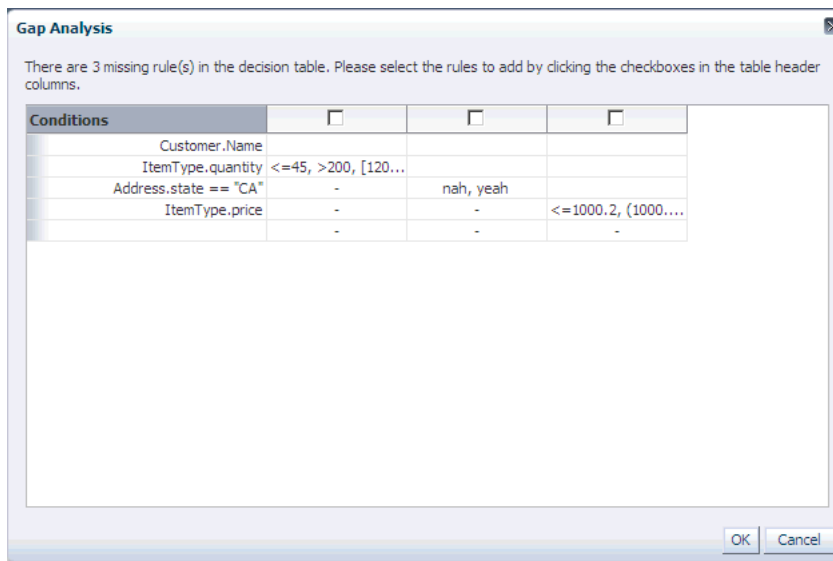 Gap Analysis
There are 3 missing rule(s) in the decision table. Please select the rules to add by clicking the checkboxes in the table header
columns.
Conditions
Customer.Name
ItemType.quantity <=45, >200, [120...
Address.state == "CA" - nah, yeah
ItemType.price - - <=1000.2, (1000....
- - -
OK Cancel